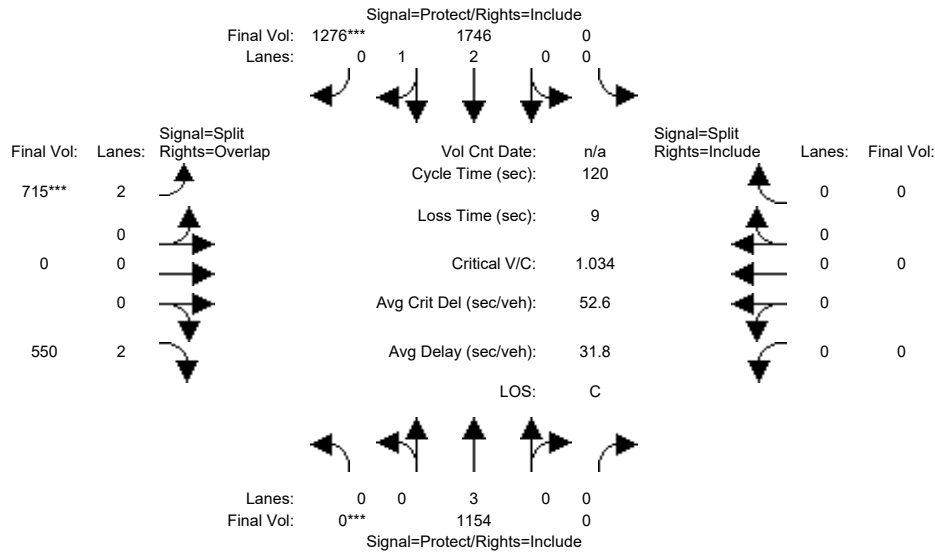 Signal=Protect/Rights=Include
Final Vol: 1276*** 1746 0
Lanes: 0 1 2 0 0
Signal=Split Signal=Split
Final Vol: Lanes: Rights=Overlap Vol Cnt Date: n/a Rights=Include Lanes: Final Vol:
Cycle Time (sec): 120
715*** 2 0 0
Loss Time (sec): 9
0 0
0 0 Critical V/C: 1.034 0 0
0 Avg Crit Del (sec/veh): 52.6 0
550 2 Avg Delay (sec/veh): 31.8 0 0
LOS: C
Lanes: 0 0 3 0 0
Final Vol: 0*** 1154 0
Signal=Protect/Rights=Include